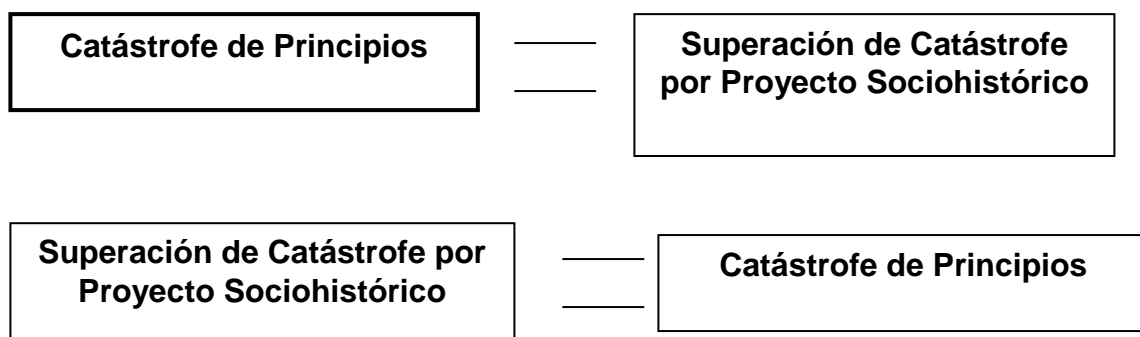 Catástrofe de Principios
Superación de Catástrofe
por Proyecto Sociohistórico
Superación de Catástrofe por
Proyecto Sociohistórico
Catástrofe de Principios